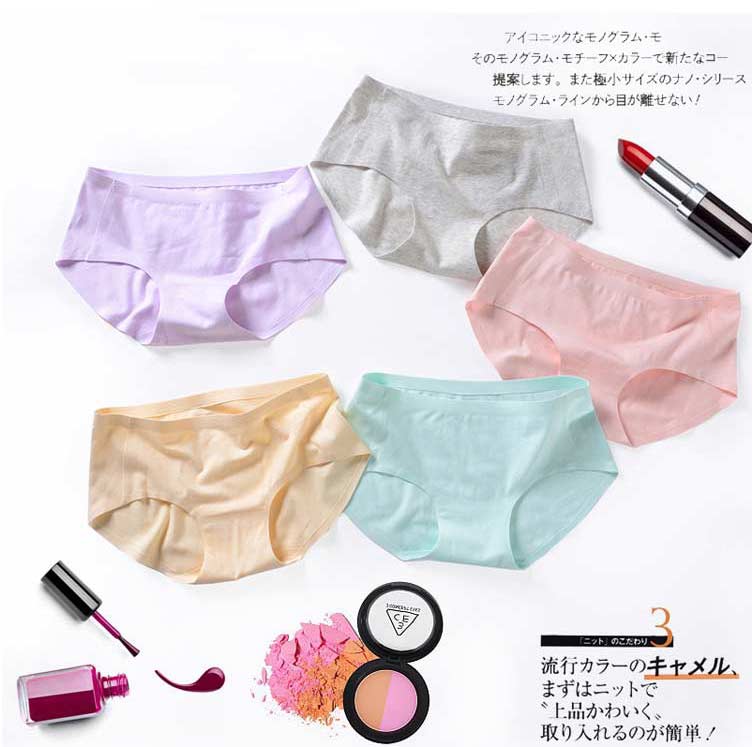 アイコニックなモノグラム・モ
そのモノグラム・モチーフ×カラーで新たなコー
提案します。また極小サイズのナノ・シリース
モノグラム・ラインから目が離せない!
3CE
「ニット」のこだわり 3
流行カラーのキャメル、
まずはニットで
〝上品かわいく〟
取り入れるのが簡単!